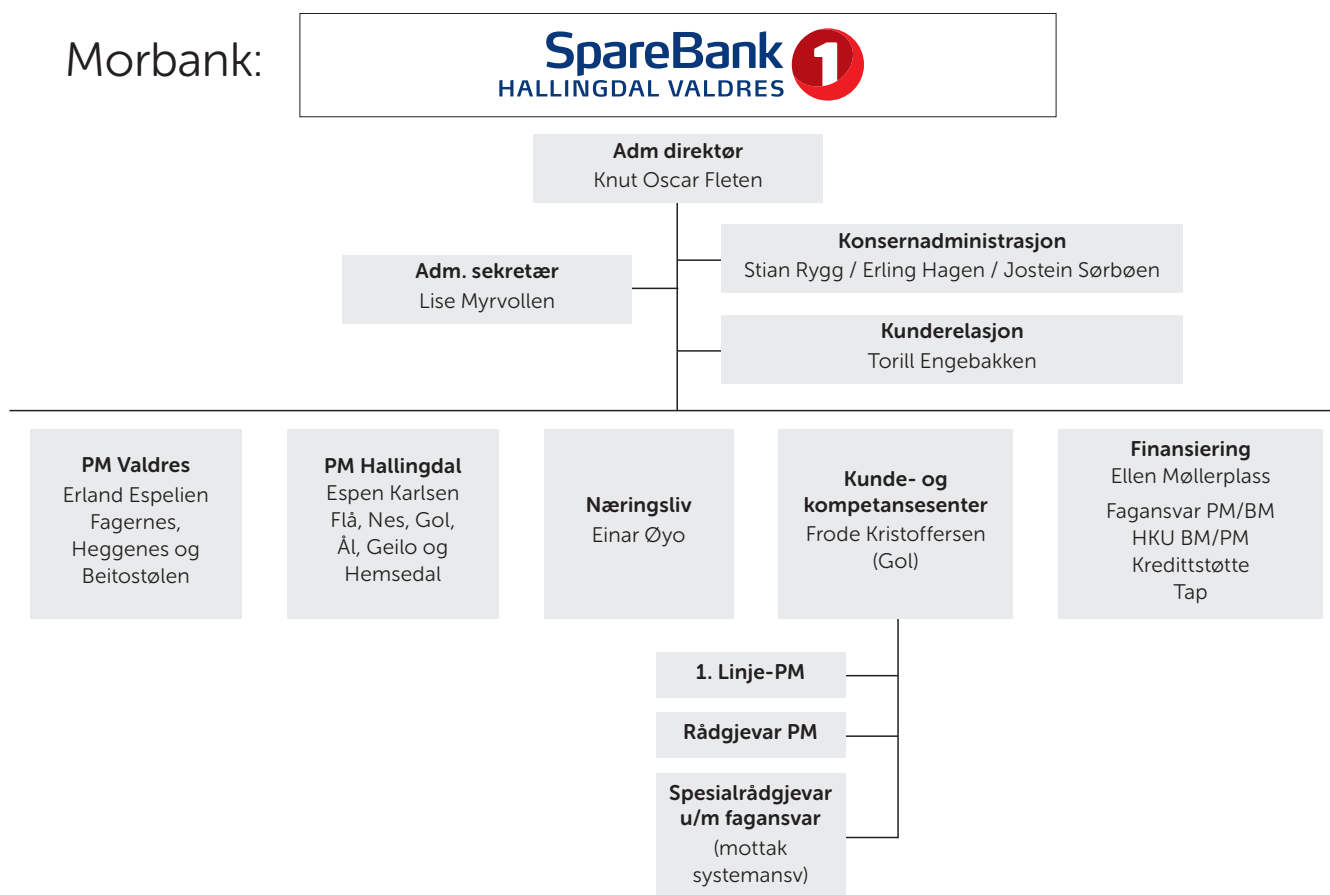 Morbank:
SpareBank 1
HALLINGDAL VALDRES
Adm direktør
Knut Oscar Fleten
Adm. sekretær
Lise Myrvollen
Konsernadministrasjon
Stian Rygg / Erling Hagen / Jostein Sørbøen
Kunderelasjon
Torill Engebakken
PM Valdres
Erland Espelien
Fagernes,
Heggenes og
Beitostølen
PM Hallingdal
Espen Karlsen
Flå, Nes, Gol,
Ål, Geilo og
Hemsedal
Næringsliv
Einar Øyo
Kunde- og
kompetansesenter
Frode Kristoffersen
(Gol)
Finansiering
Ellen Møllerplass
Fagansvar PM/BM
HKU BM/PM
Kredittstøtte
Tap
1. Linje-PM
Rådgjevar PM
Spesialrådgjevar
u/m fagansvar
(mottak
systemansv)